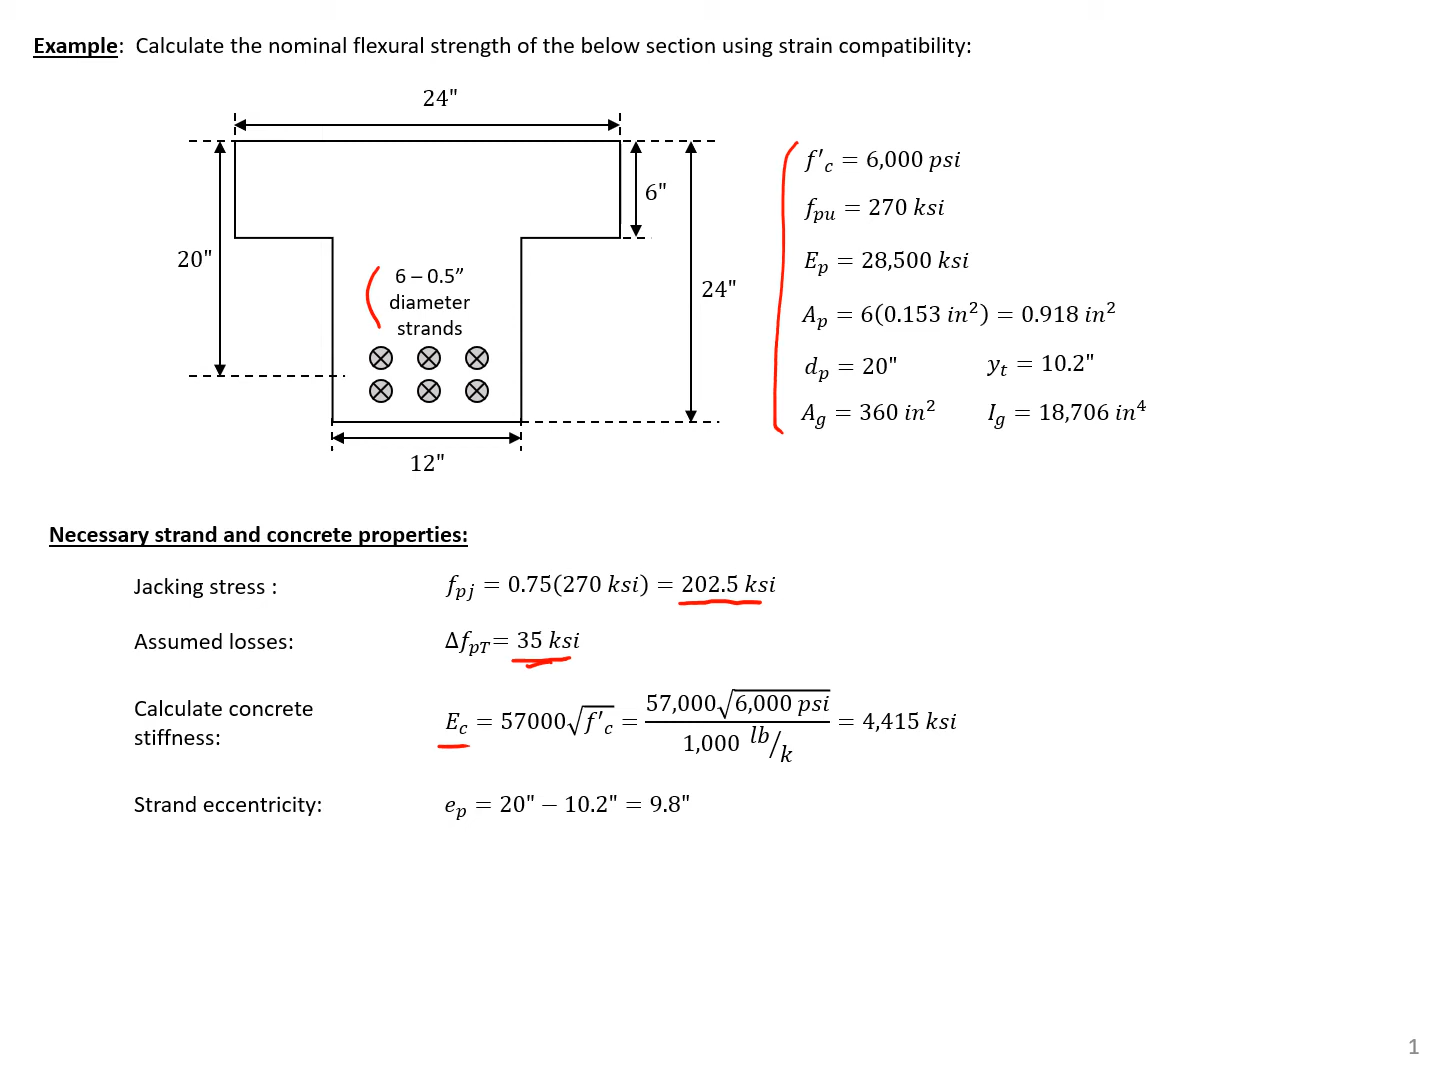 Example: Calculate the nominal flexural strength of the below section using strain compatibility:
24"
6"
20"
24"
6 – 0.5”
diameter
strands
12"
f'c = 6,000 psi
fpu = 270 ksi
Ep = 28,500 ksi
Ap = 6(0.153 in²) = 0.918 in²
dp = 20" yt = 10.2"
Ag = 360 in² Ig = 18,706 in⁴
Necessary strand and concrete properties:
Jacking stress : fpj = 0.75(270 ksi) = 202.5 ksi
Assumed losses: ΔfpT= 35 ksi
Calculate concrete
stiffness:
Ec = 57000√f'c = 57,000√6,000 psi / 1,000 lb/k = 4,415 ksi
Strand eccentricity: ep = 20" − 10.2" = 9.8"
1